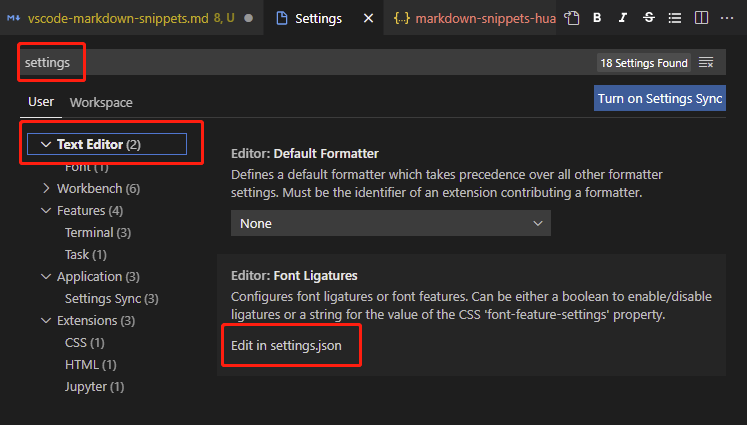 vscode-markdown-snippets.md 8, U
Settings
{..} markdown-snippets-hua
B I S
settings
18 Settings Found
User Workspace
Turn on Settings Sync
Text Editor (2)
Font (1)
Workbench (6)
Features (4)
Terminal (3)
Task (1)
Application (3)
Settings Sync (3)
Extensions (3)
CSS (1)
HTML (1)
Jupyter (1)
Editor: Default Formatter
Defines a default formatter which takes precedence over all other formatter
settings. Must be the identifier of an extension contributing a formatter.
None
Editor: Font Ligatures
Configures font ligatures or font features. Can be either a boolean to enable/disable
ligatures or a string for the value of the CSS 'font-feature-settings' property.
Edit in settings.json